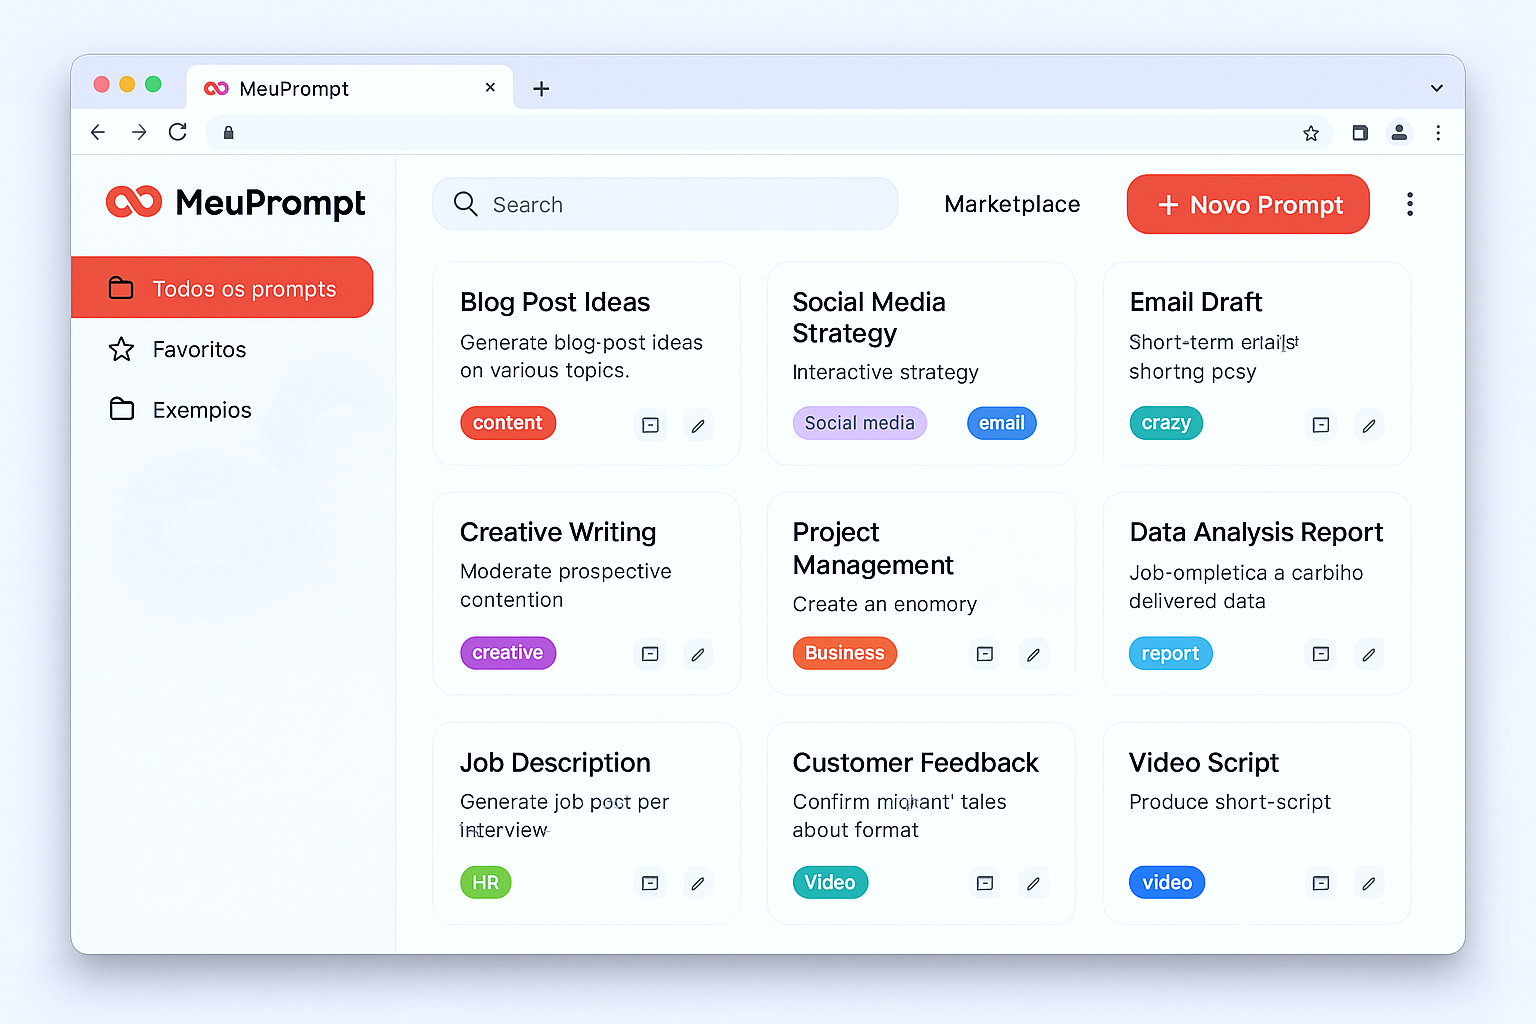 MeuPrompt
MeuPrompt
Search
Marketplace
+ Novo Prompt
Todos os prompts
Favoritos
Exempios
Blog Post Ideas
Generate blog-post ideas
on various topics.
content
Social Media
Strategy
Interactive strategy
Social media
email
Email Draft
Short-term
shortng pcsy
crazy
Creative Writing
Moderate prospective
contention
creative
Project
Management
Create an enomory
Business
Data Analysis Report
Job-ompletica a carbiho
delivered data
report
Job Description
Generate job post per
interview
HR
Customer Feedback
Confirm tales
about format
Video
Video Script
Produce short-script
video